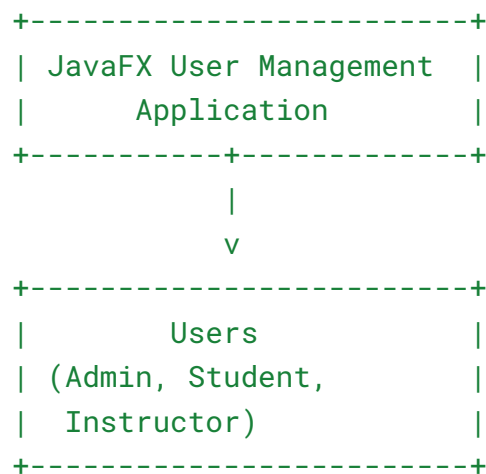 +--------------------------+
| JavaFX User Management  |
|      Application        |
+-----------+--------------+
            |
            v
+--------------------------+
|        Users            |
| (Admin, Student,        |
|  Instructor)            |
+--------------------------+